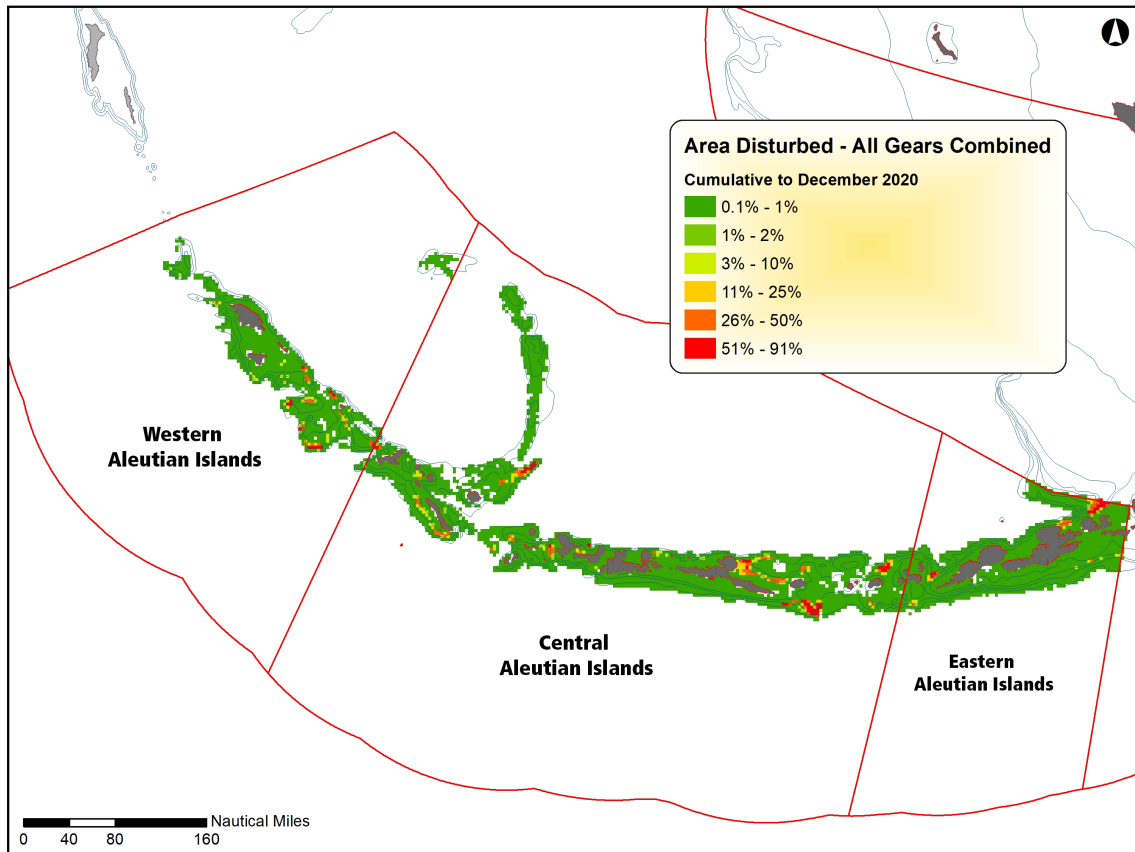 Area Disturbed - All Gears Combined
Cumulative to December 2020
0.1% - 1%
1% - 2%
3% - 10%
11% - 25%
26% - 50%
51% - 91%
Western
Aleutian Islands
Central
Aleutian Islands
Eastern
Aleutian Islands
Nautical Miles
0 40 80 160